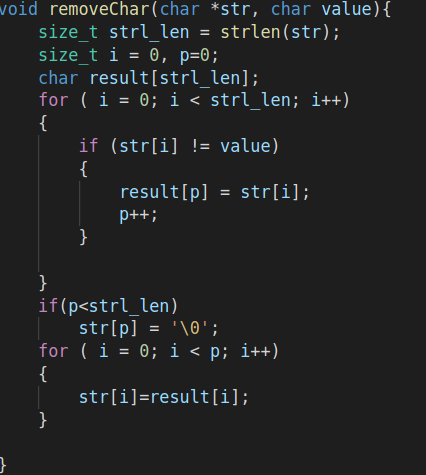 void removeChar(char *str, char value){
    size_t strl_len = strlen(str);
    size_t i = 0, p=0;
    char result[strl_len];
    for ( i = 0; i < strl_len; i++)
    {
        if (str[i] != value)
        {
            result[p] = str[i];
            p++;
        }
    }
    if(p<strl_len)
        str[p] = '\0';
    for ( i = 0; i < p; i++)
    {
        str[i]=result[i];
    }
}